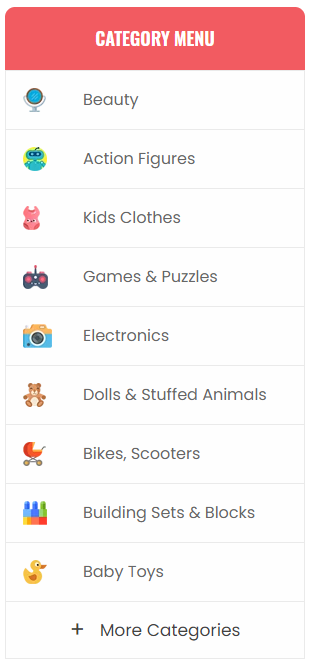 CATEGORY MENU
Beauty
Action Figures
Kids Clothes
Games & Puzzles
Electronics
Dolls & Stuffed Animals
Bikes, Scooters
Building Sets & Blocks
Baby Toys
+ More Categories